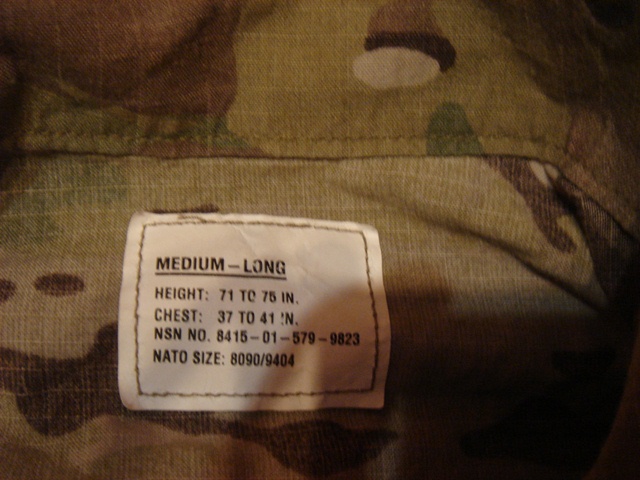 MEDIUM – LONG
HEIGHT: 71 TO 75 IN.
CHEST: 37 TO 41 IN.
NSN NO. 8415-01-579-9823
NATO SIZE: 8090/9404